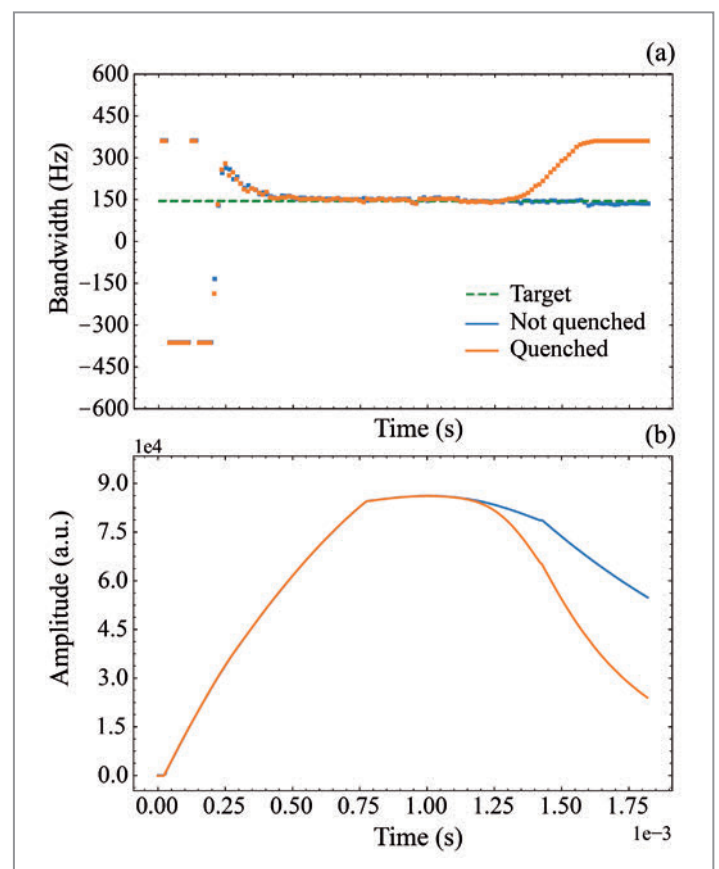 (a)
600
450
300
150
0
−150
−300
−450
−600
Bandwidth (Hz)
Target
Not quenched
Quenched
Time (s)
(b)
1e4
9.0
7.5
6.0
4.5
3.0
1.5
0.0
Amplitude (a.u.)
0.00 0.25 0.50 0.75 1.00 1.25 1.50 1.75
Time (s)
1e−3